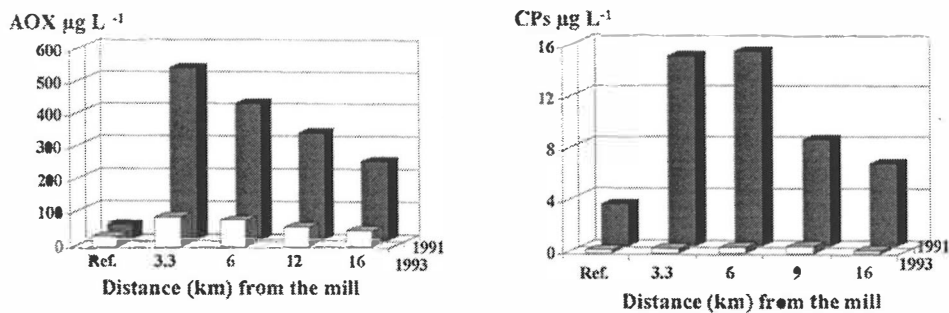 AOX µg L -1
600
500
400
300
200
100
0
Ref. 3.3 6 12 16
1991
1993
Distance (km) from the mill
CPs µg L-1
16
12
8
4
0
Ref. 3.3 6 9 16
1991
1993
Distance (km) from the mill